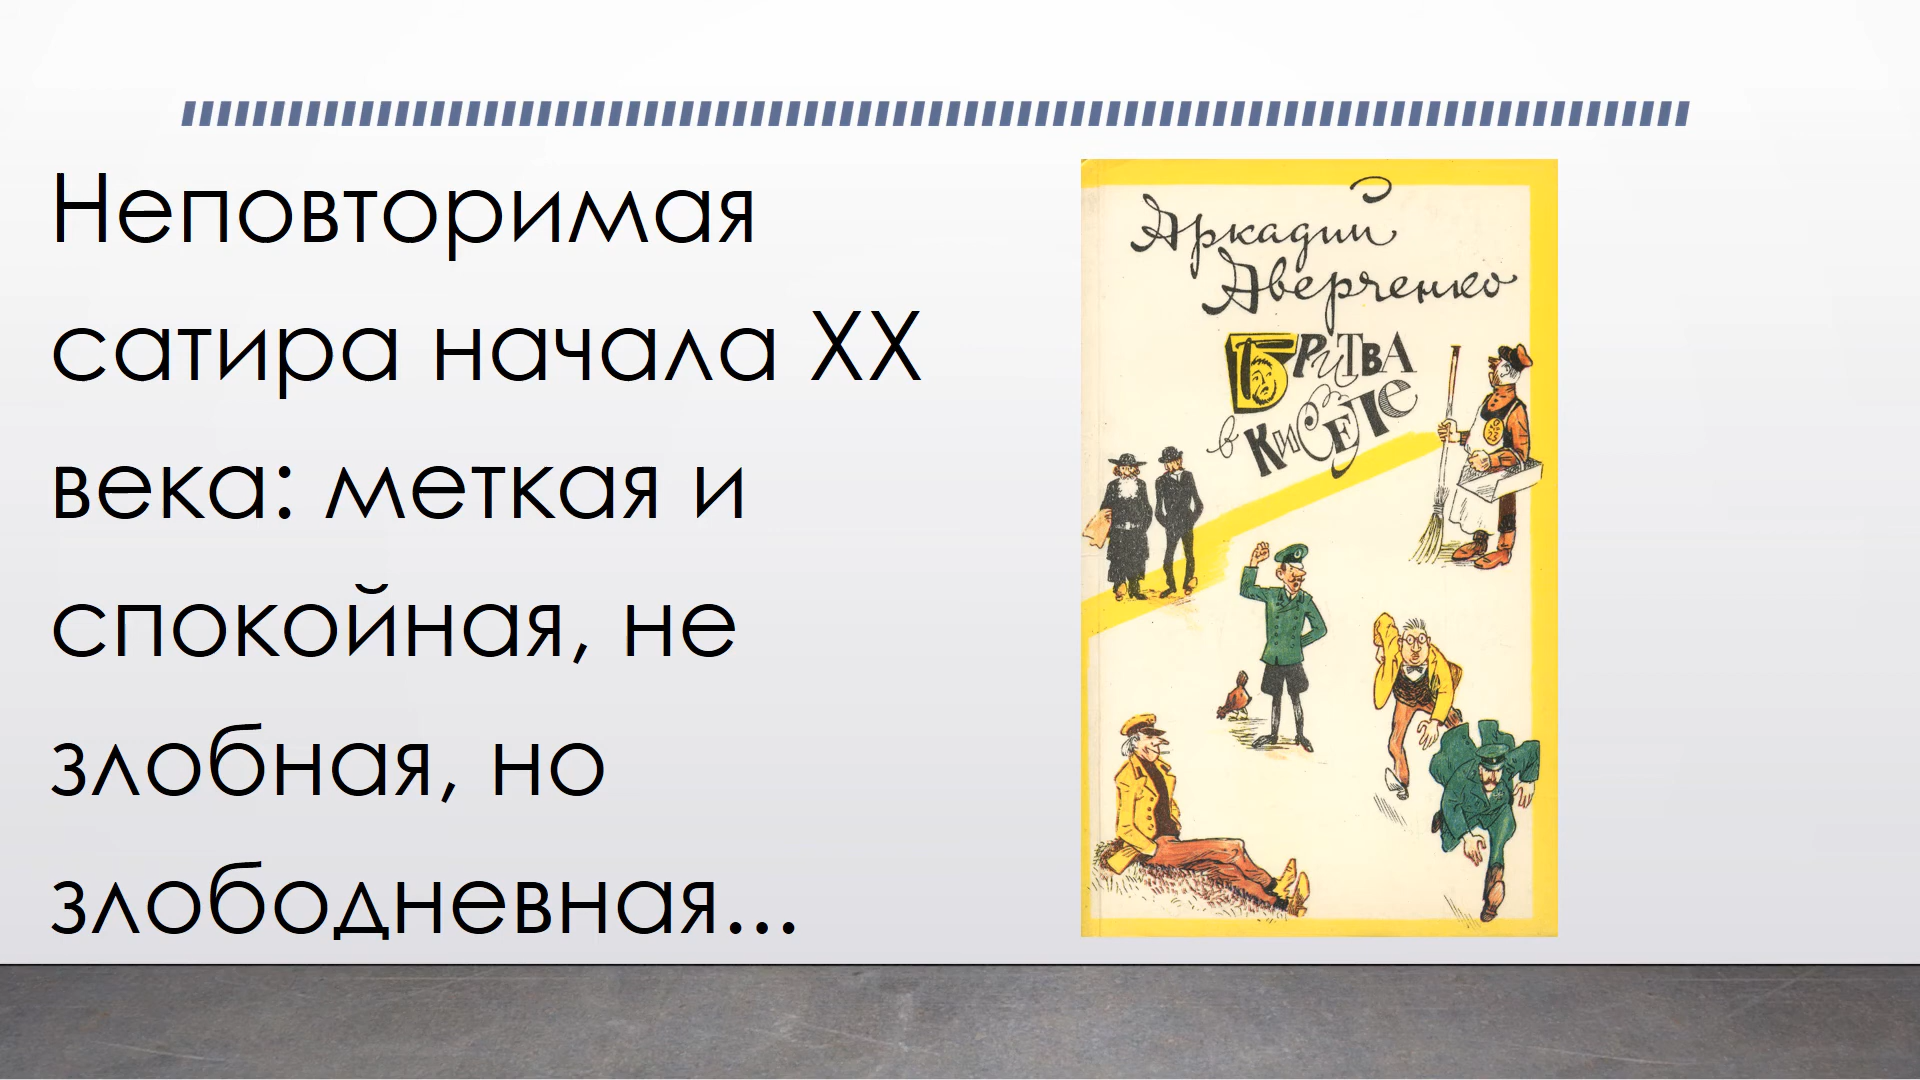 Неповторимая
сатира начала XX
века: меткая и
спокойная, не
злобная, но
злободневная...
Аркадий
Аверченко
Бритва
в киселе